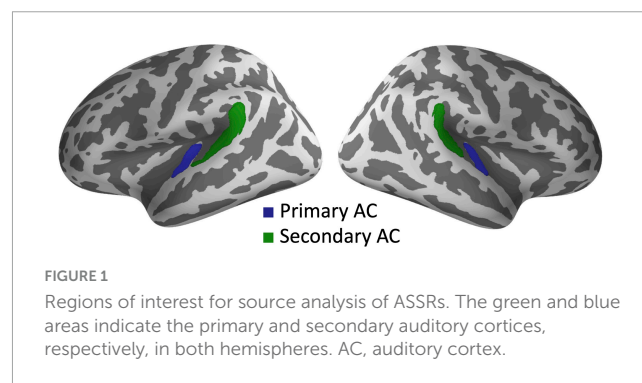 Primary AC
Secondary AC
FIGURE 1
Regions of interest for source analysis of ASSRs. The green and blue
areas indicate the primary and secondary auditory cortices,
respectively, in both hemispheres. AC, auditory cortex.